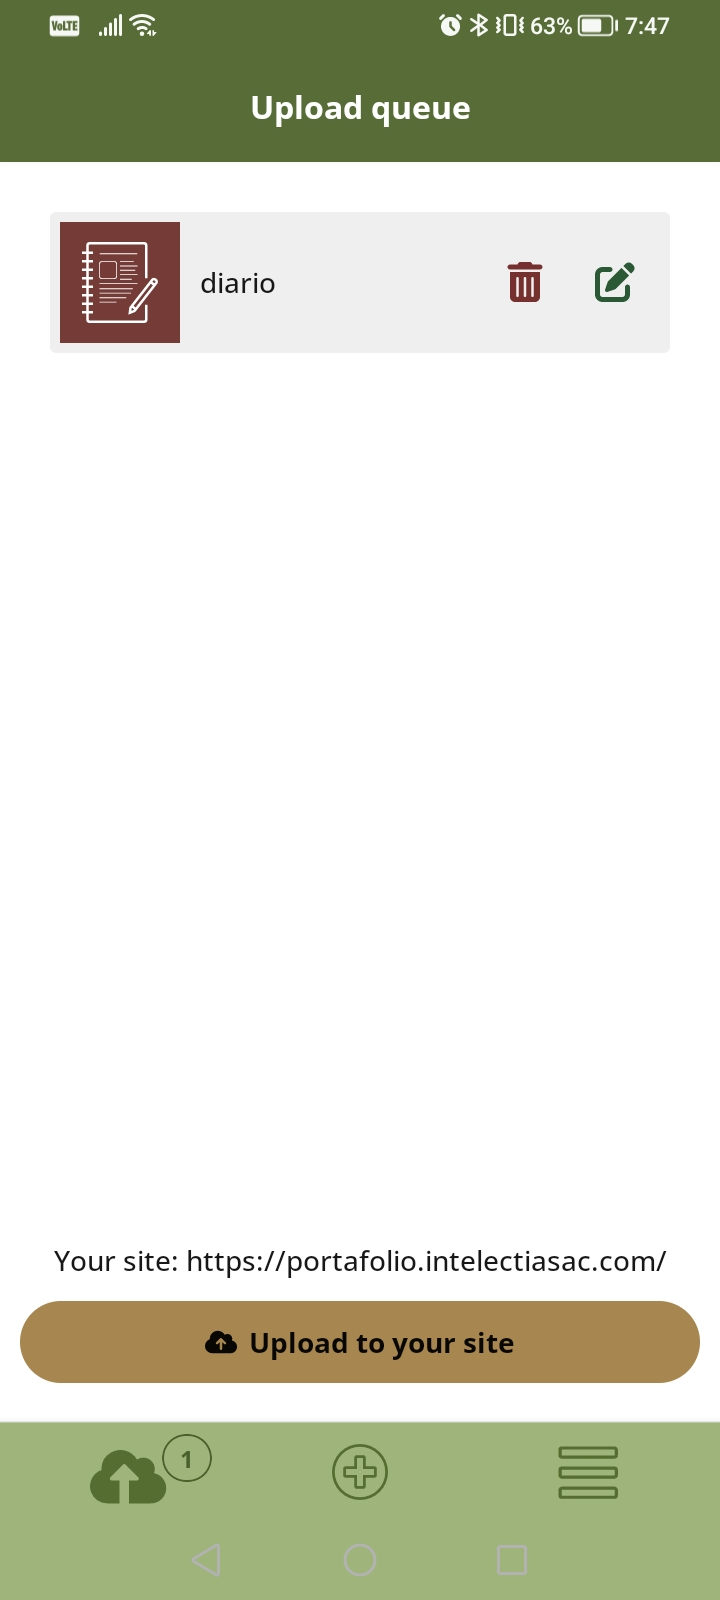 VoLTE 63% 7:47
Upload queue
diario
Your site: https://portafolio.intelectiasac.com/
Upload to your site
1